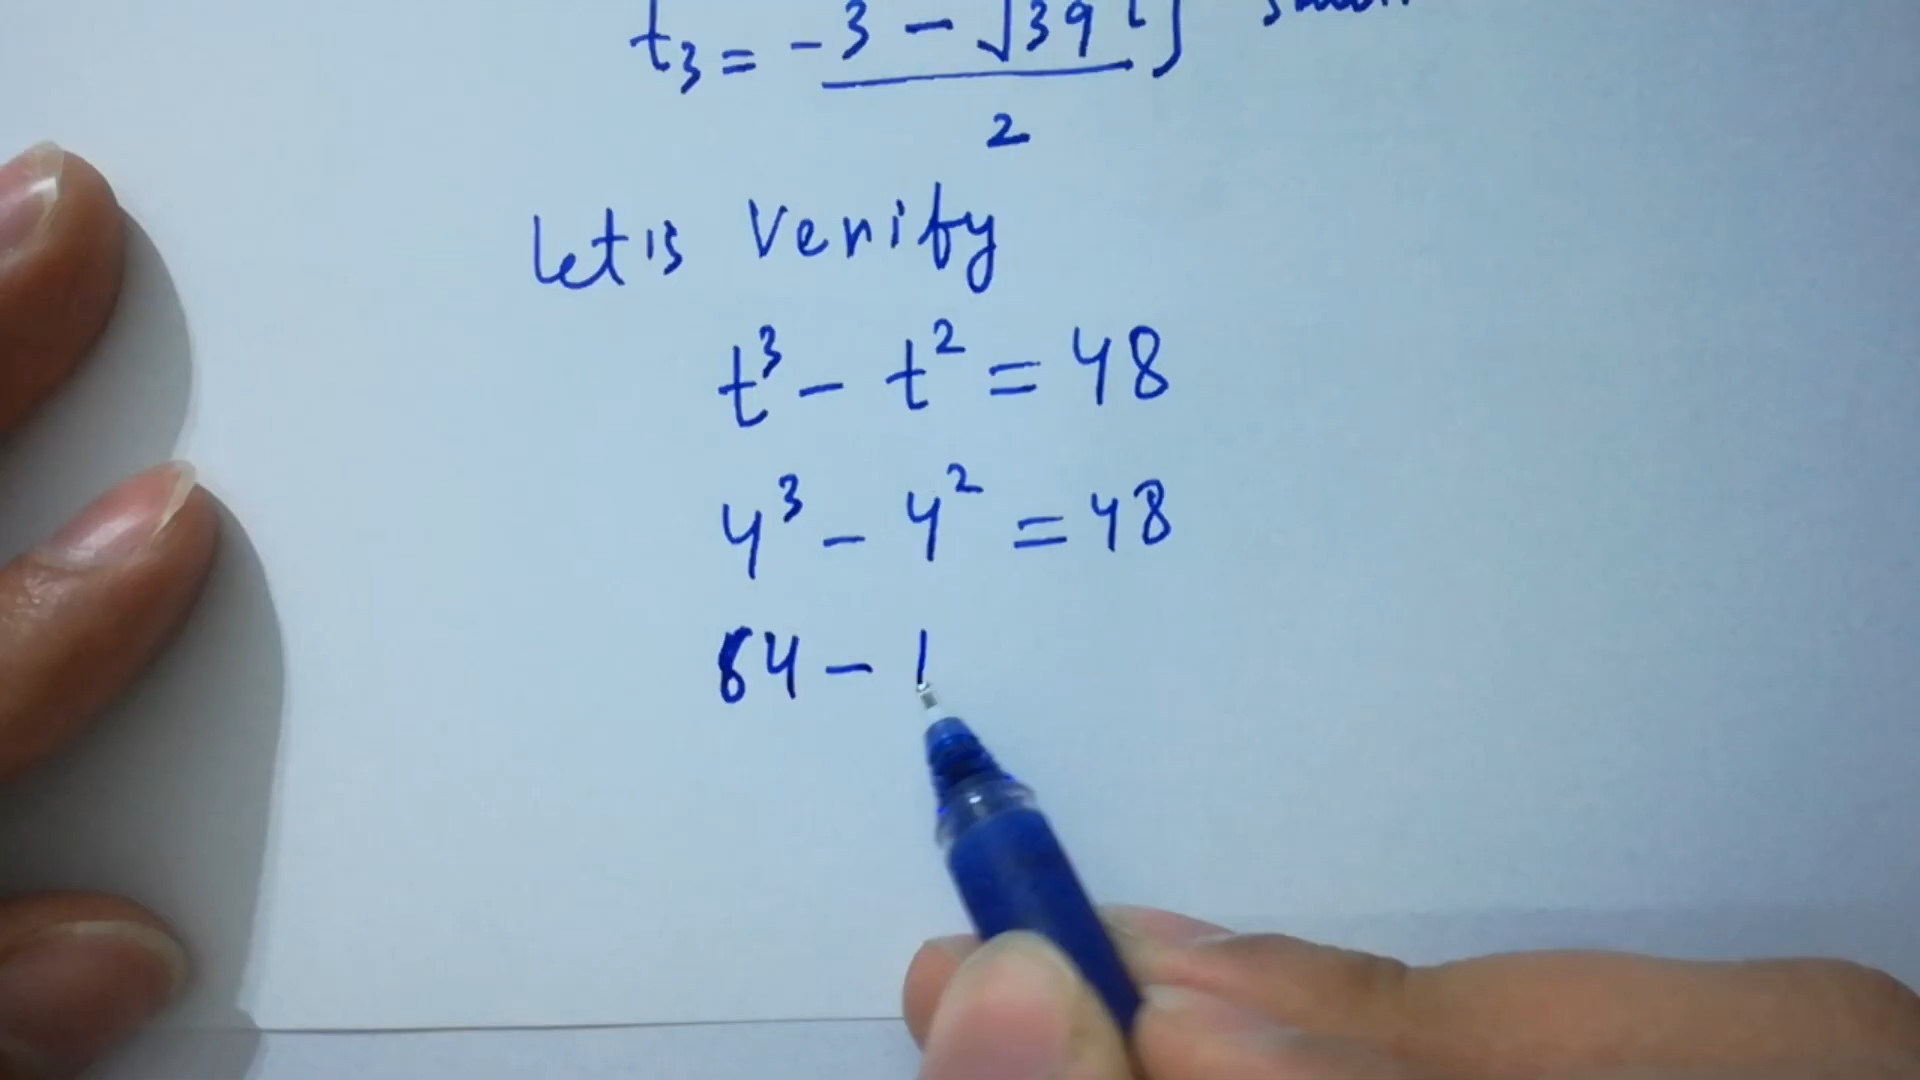 t₃ = -3 - √39 i
2
Let's Verify
t³ - t² = 48
4³ - 4² = 48
64 - 1